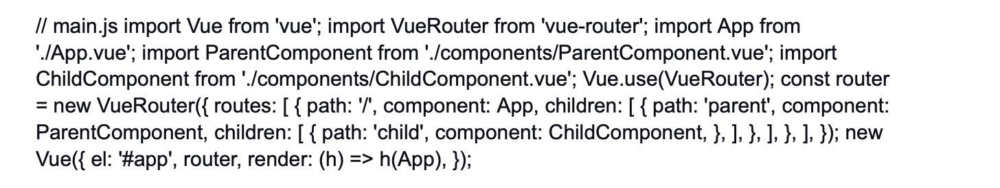 // main.js import Vue from 'vue'; import VueRouter from 'vue-router'; import App from
'./App.vue'; import ParentComponent from './components/ParentComponent.vue'; import
ChildComponent from './components/ChildComponent.vue'; Vue.use(VueRouter); const router
= new VueRouter({ routes: [ { path: '/', component: App, children: [ { path: 'parent', component:
ParentComponent, children: [ { path: 'child', component: ChildComponent, }, ], }, ], }, ], }); new
Vue({ el: '#app', router, render: (h) => h(App), });